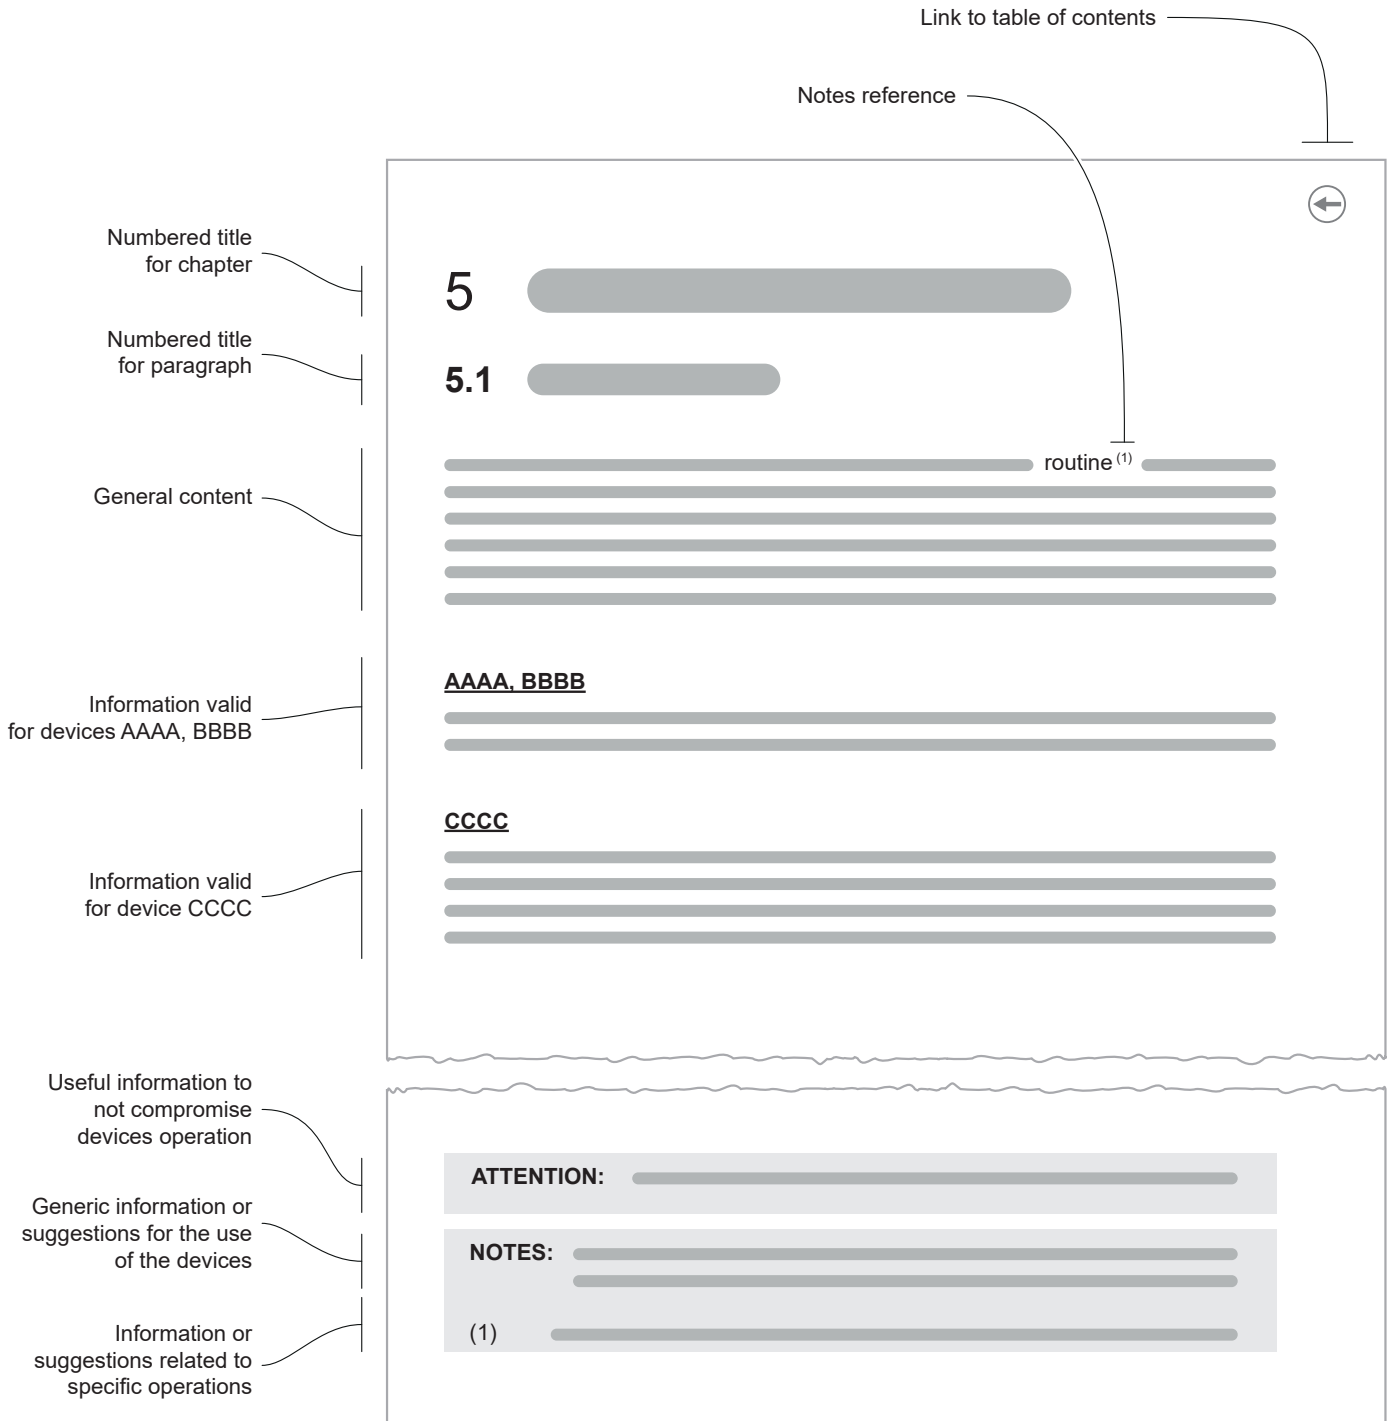 Link to table of contents
Notes reference
Numbered title
for chapter
5
Numbered title
for paragraph
5.1
routine (1)
General content
AAAA, BBBB
Information valid
for devices AAAA, BBBB
CCCC
Information valid
for device CCCC
Useful information to
not compromise
devices operation
ATTENTION:
Generic information or
suggestions for the use
of the devices
NOTES:
(1)
Information or
suggestions related to
specific operations